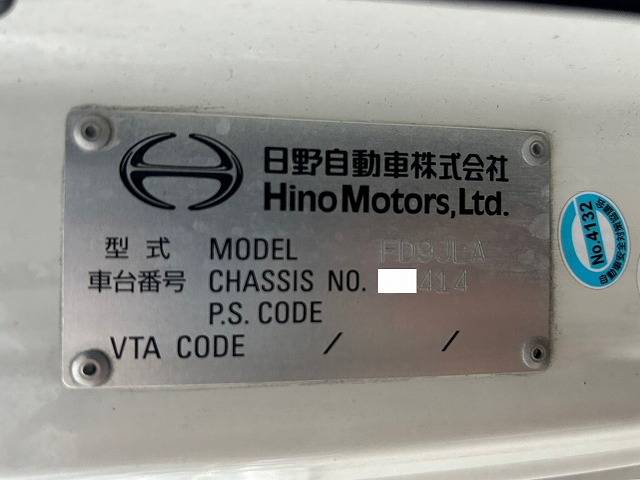 日野自動車株式会社
Hino Motors, Ltd.
型式 MODEL FD9JLA
車台番号 CHASSIS NO. 414
P.S. CODE
VTA CODE / /
No.4132